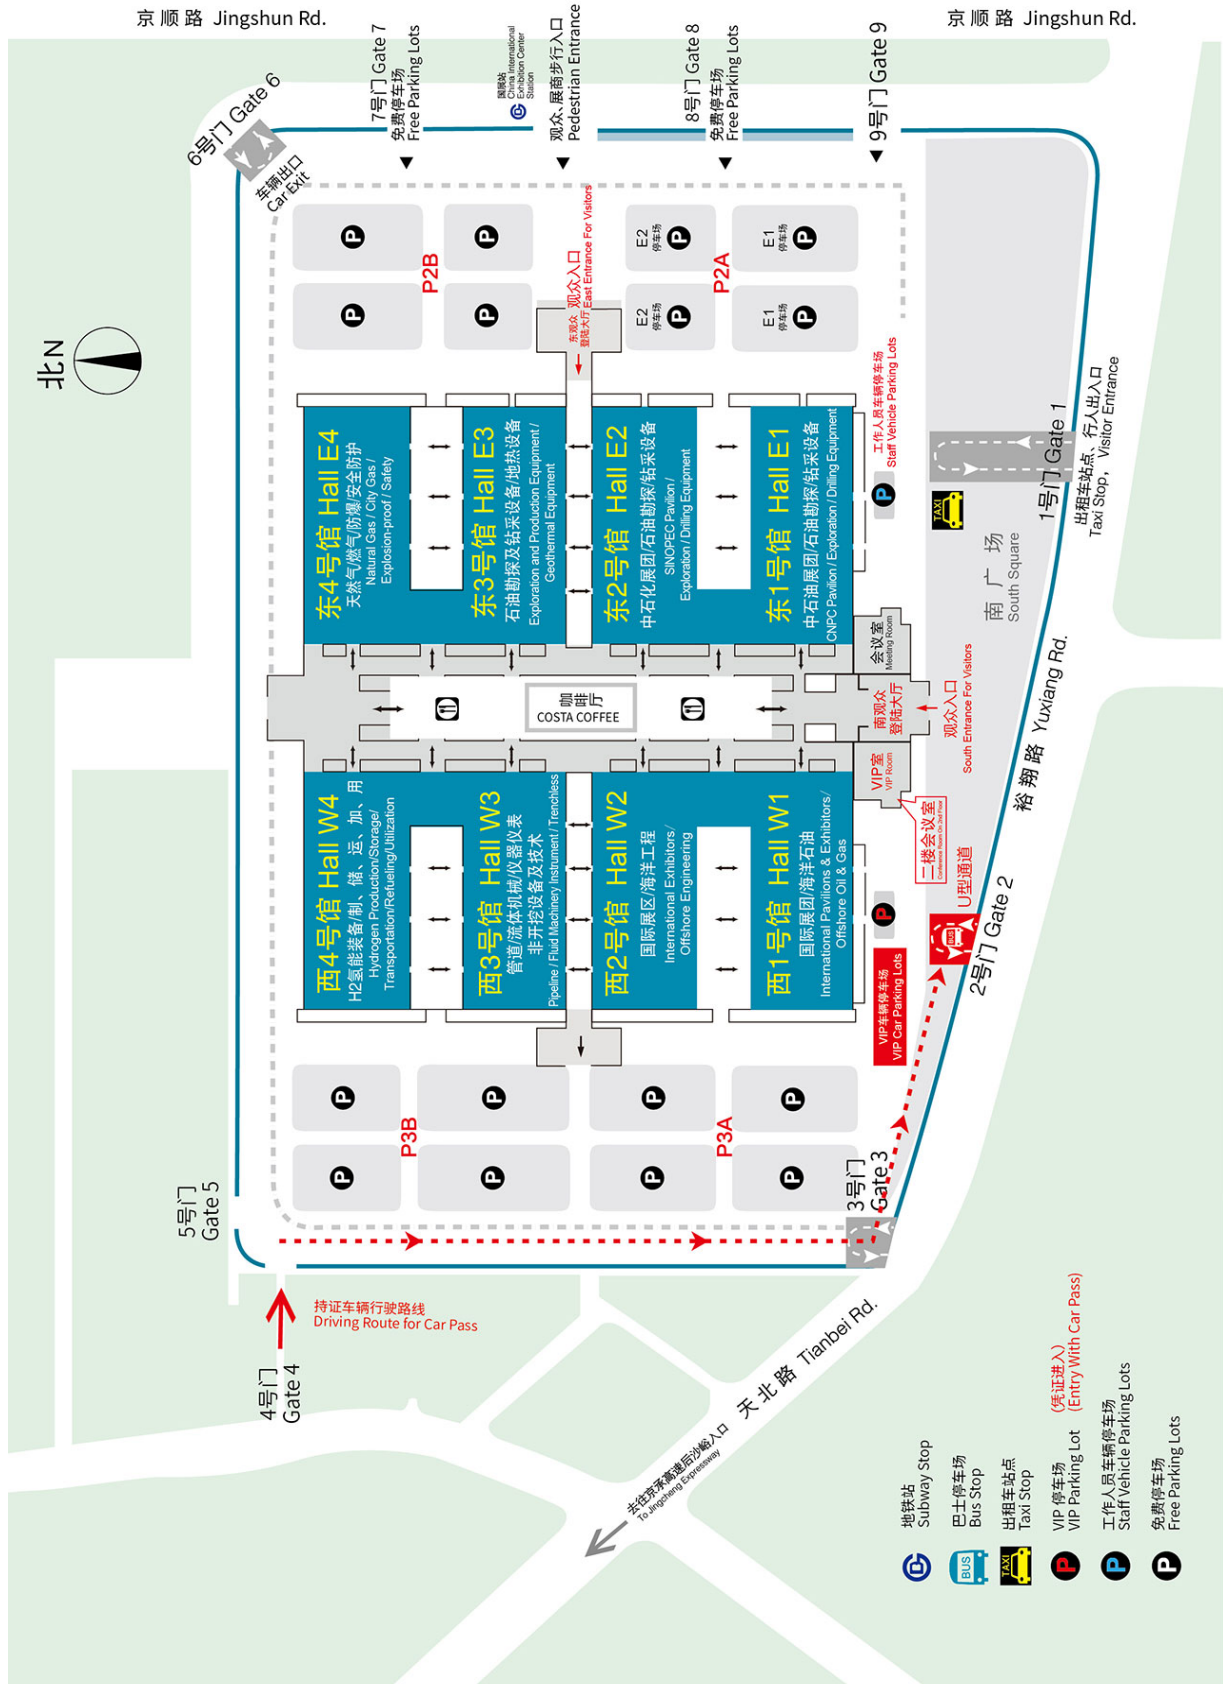 京顺路 Jingshun Rd.
京顺路 Jingshun Rd.
6号门 Gate 6
车辆出口
Car Exit
7号门 Gate 7
免费停车场
Free Parking Lots
国展站
China International
Exhibition Center
Station
观众、展商步行入口
Pedestrian Entrance
8号门 Gate 8
免费停车场
Free Parking Lots
9号门 Gate 9
北N
P
P
P
P
P2B
观众入口
East Entrance For Visitors
东观众
登陆大厅
E2
停车场
P
E2
停车场
P
E1
停车场
P
E1
停车场
P
P2A
工作人员车辆停车场
Staff Vehicle Parking Lots
P
东4号馆 Hall E4
天然气/燃气/防爆/安全防护
Natural Gas / City Gas /
Explosion-proof / Safety
东3号馆 Hall E3
石油勘探及钻采设备/地热设备
Exploration and Production Equipment /
Geothermal Equipment
东2号馆 Hall E2
中石化展团/石油勘探/钻采设备
SINOPEC Pavilion /
Exploration / Drilling Equipment
东1号馆 Hall E1
中石油展团/石油勘探/钻采设备
CNPC Pavilion / Exploration / Drilling Equipment
TAXI
1号门 Gate 1
出租车站点、行人出入口
Taxi Stop， Visitor Entrance
南广场
South Square
会议室
Meeting Room
咖啡厅
COSTA COFFEE
南观众
登陆大厅
观众入口
South Entrance For Visitors
VIP室
VIP Room
二楼会议室
Conference Room On 2nd Floor
裕翔路 Yuxiang Rd.
西4号馆 Hall W4
H2氢能装备/制、储、运、加、用
Hydrogen Production/Storage/
Transportation/Refueling/Utilization
西3号馆 Hall W3
管道/流体机械/仪器仪表
非开挖设备及技术
Pipeline / Fluid Machinery Instrument / Trenchless
西2号馆 Hall W2
国际展区/海洋工程
International Exhibitors/
Offshore Engineering
西1号馆 Hall W1
国际展团/海洋石油
International Pavilions & Exhibitors/
Offshore Oil & Gas
P
VIP车辆停车场
VIP Car Parking Lots
U型通道
BUS
2号门 Gate 2
P
P
P
P
P3B
P
P
P
P
P3A
3号门
Gate 3
5号门
Gate 5
4号门
Gate 4
持证车辆行驶路线
Driving Route for Car Pass
天北路 Tianbei Rd.
去往京承高速后沙峪入口
To Jingcheng Expressway
地铁站
Subway Stop
BUS
巴士停车场
Bus Stop
TAXI
出租车站点
Taxi Stop
P
VIP 停车场 （凭证进入）
VIP Parking Lot (Entry With Car Pass)
P
工作人员车辆停车场
Staff Vehicle Parking Lots
P
免费停车场
Free Parking Lots